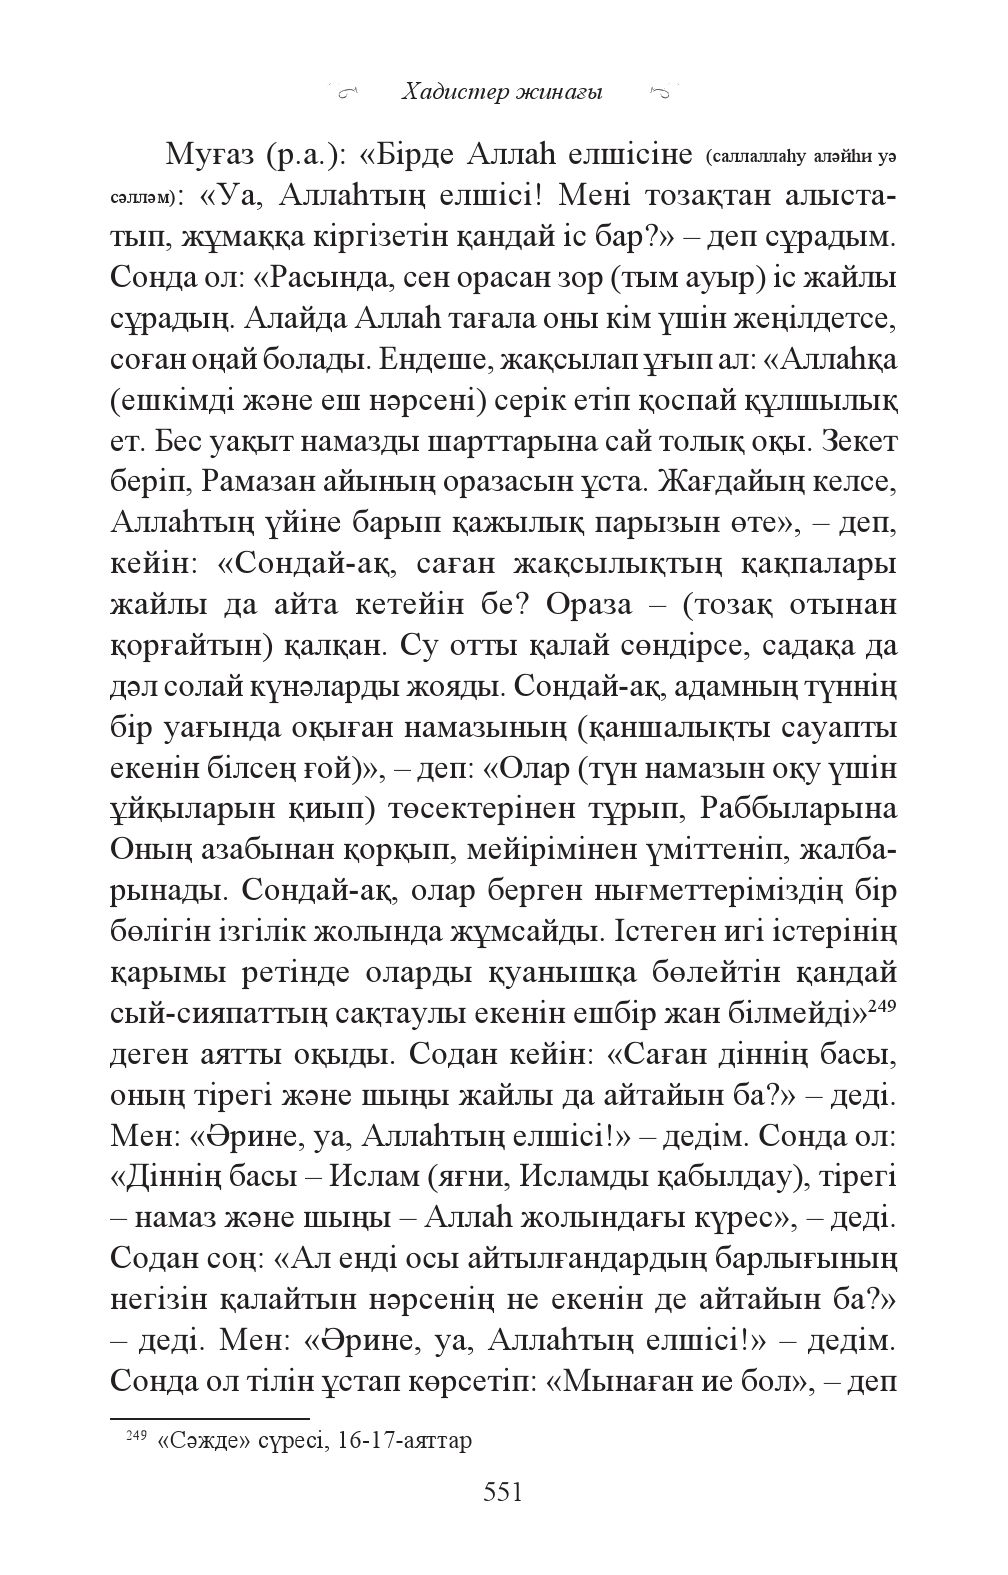 Хадистер жинағы
Муғаз (р.а.): «Бірде Аллаһ елшісіне (саллаллаһу аләйһи уә
сәлләм): «Уа, Аллаһтың елшісі! Мені тозақтан алыста-
тып, жұмаққа кіргізетін қандай іс бар?» – деп сұрадым.
Сонда ол: «Расында, сен орасан зор (тым ауыр) іс жайлы
сұрадың. Алайда Аллаһ тағала оны кім үшін жеңілдетсе,
соған оңай болады. Ендеше, жақсылап ұғып ал: «Аллаһқа
(ешкімді және еш нәрсені) серік етіп қоспай құлшылық
ет. Бес уақыт намазды шарттарына сай толық оқы. Зекет
беріп, Рамазан айының оразасын ұста. Жағдайың келсе,
Аллаһтың үйіне барып қажылық парызын өте», – деп,
кейін: «Сондай-ақ, саған жақсылықтың қақпалары
жайлы да айта кетейін бе? Ораза – (тозақ отынан
қорғайтын) қалқан. Су отты қалай сөндірсе, садақа да
дәл солай күнәларды жояды. Сондай-ақ, адамның түннің
бір уағында оқыған намазының (қаншалықты сауапты
екенін білсең ғой)», – деп: «Олар (түн намазын оқу үшін
ұйқыларын қиып) төсектерінен тұрып, Раббыларына
Оның азабынан қорқып, мейірімінен үміттеніп, жалба-
рынады. Сондай-ақ, олар берген нығметтеріміздің бір
бөлігін ізгілік жолында жұмсайды. Істеген игі істерінің
қарымы ретінде оларды қуанышқа бөлейтін қандай
сый-сияпаттың сақтаулы екенін ешбір жан білмейді»249
деген аятты оқыды. Содан кейін: «Саған діннің басы,
оның тірегі және шыңы жайлы да айтайын ба?» – деді.
Мен: «Әрине, уа, Аллаһтың елшісі!» – дедім. Сонда ол:
«Діннің басы – Ислам (яғни, Исламды қабылдау), тірегі
– намаз және шыңы – Аллаһ жолындағы күрес», – деді.
Содан соң: «Ал енді осы айтылғандардың барлығының
негізін қалайтын нәрсенің не екенін де айтайын ба?»
– деді. Мен: «Әрине, уа, Аллаһтың елшісі!» – дедім.
Сонда ол тілін ұстап көрсетіп: «Мынаған ие бол», – деп
249 «Сәжде» сүресі, 16-17-аяттар
551